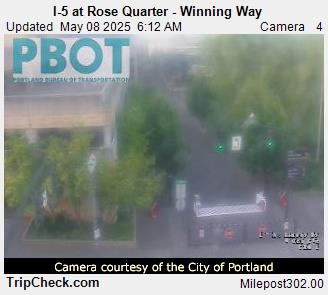 I-5 at Rose Quarter - Winning Way
Updated May 08 2025 6:12 AM Camera 4
PBOT
PORTLAND BUREAU OF TRANSPORTATION
Camera courtesy of the City of Portland
TripCheck.com Milepost302.00